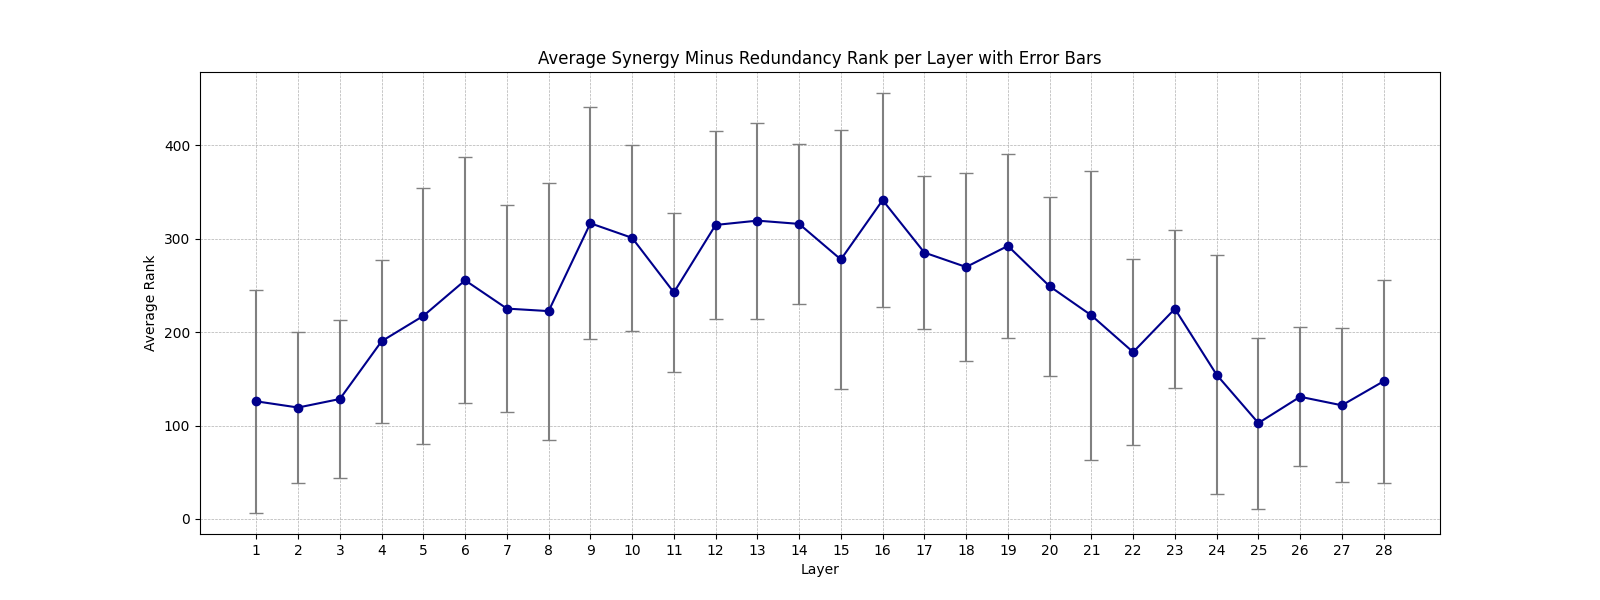 Average Synergy Minus Redundancy Rank per Layer with Error Bars
Average Rank
400
300
200
100
0
1 2 3 4 5 6 7 8 9 10 11 12 13 14 15 16 17 18 19 20 21 22 23 24 25 26 27 28
Layer